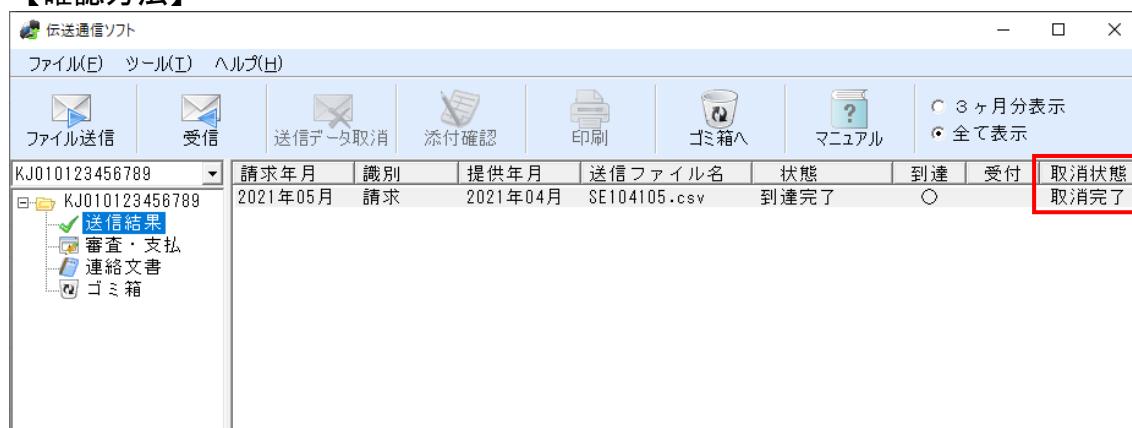 【確認方法】
伝送通信ソフト
ファイル(F) ツール(T) ヘルプ(H)
ファイル送信 受信 送信データ取消 添付確認 印刷 ゴミ箱へ マニュアル
3ヶ月分表示
全て表示
KJ010123456789
請求年月 識別 提供年月 送信ファイル名 状態 到達 受付 取消状態
2021年05月 請求 2021年04月 SE104105.csv 到達完了 ○ 取消完了
KJ010123456789
送信結果
審査・支払
連絡文書
ゴミ箱